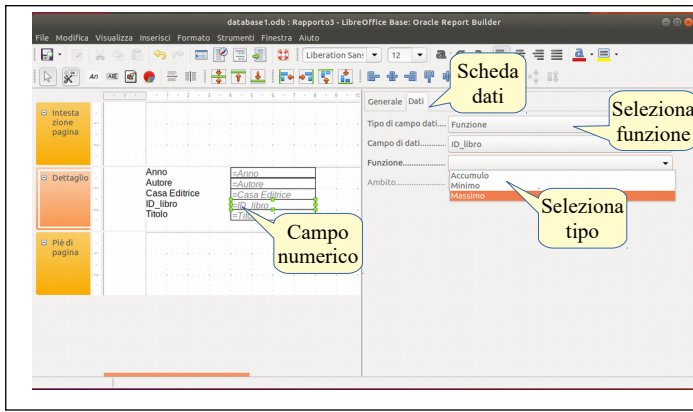 database1.odb : Rapporto3 - LibreOffice Base: Oracle Report Builder
File Modifica Visualizza Inserisci Formato Strumenti Finestra Aiuto
Liberation Sans
12
Scheda
dati
Seleziona
funzione
Generale Dati
Tipo di campo dati.... Funzione
Campo di dati............ ID_libro
Funzione..................
Ambito.....................
Accumulo
Minimo
Massimo
Seleziona
tipo
Intesta
zione
pagina
Dettaglio
Anno =Anno
Autore =Autore
Casa Editrice =Casa Editrice
ID_libro =ID_libro
Titolo
Campo
numerico
Piè di
pagina